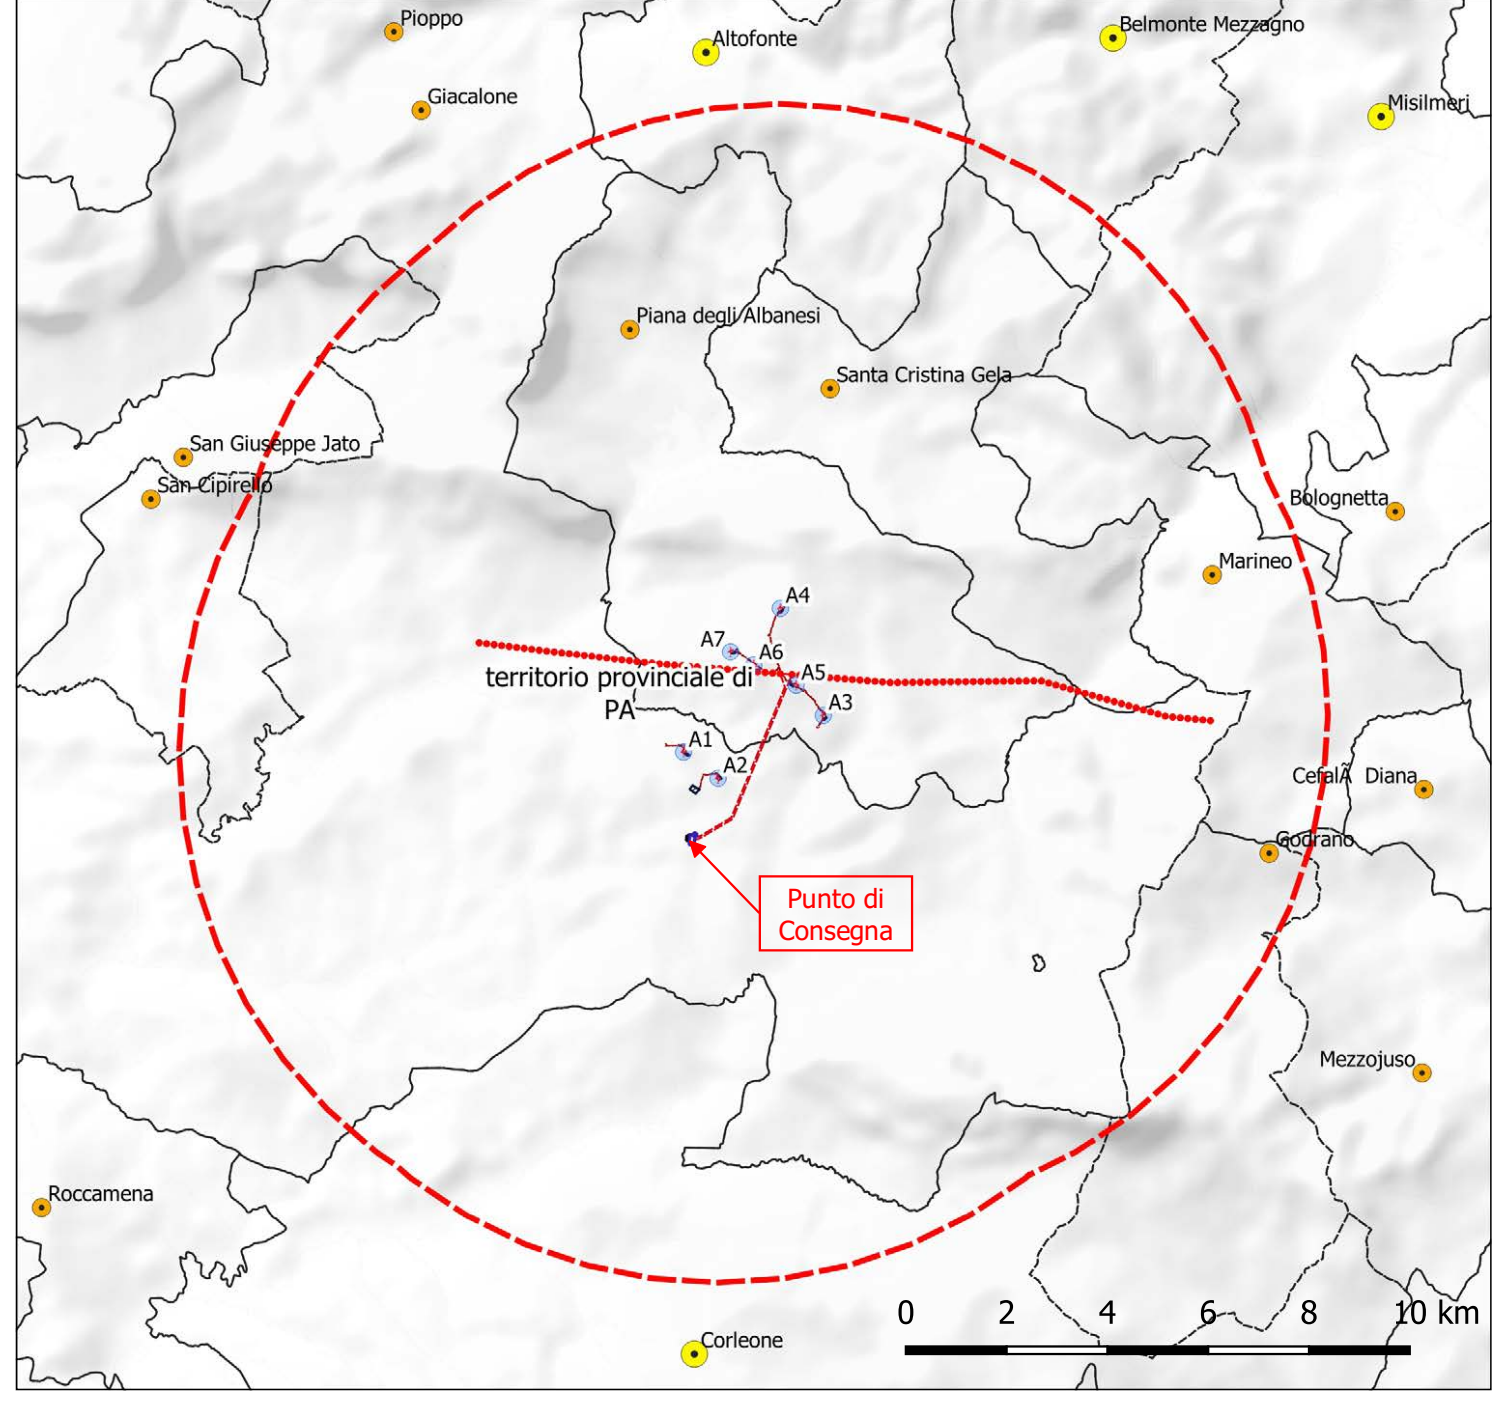 Pioppo
Belmonte Mezzagno
Altofonte
Giacalone
Misilmeri
Piana degli Albanesi
Santa Cristina Gela
San Giuseppe Jato
San Cipirello
Bolognetta
Marineo
A4
A7
A6
A5
territorio provinciale di
PA
A3
A1
A2
CefalÃ Diana
Godrano
Punto di
Consegna
Mezzojuso
Roccamena
0 2 4 6 8 10 km
Corleone